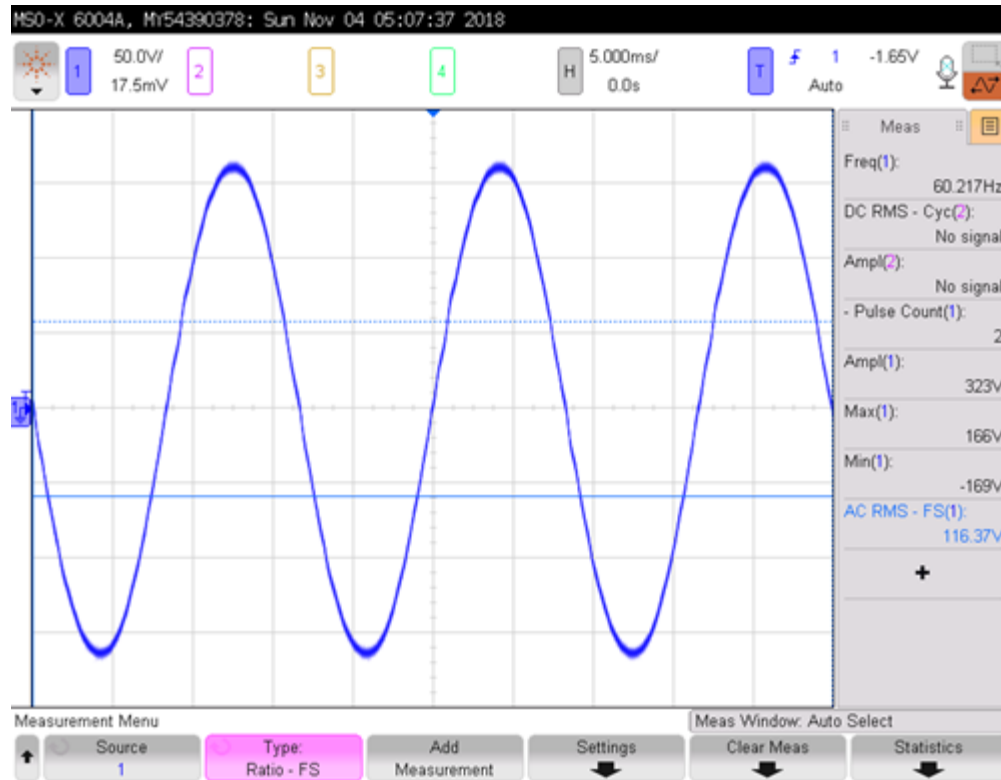 MSO-X 6004A, MY54390378: Sun Nov 04 05:07:37 2018
1 50.0V/ 2 3 4 H 5.000ms/ T 1 -1.65V
17.5mV 0.0s Auto
Meas
Freq(1):
60.217Hz
DC RMS - Cyc(2):
No signal
Ampl(2):
No signal
- Pulse Count(1):
2
Ampl(1):
323V
Max(1):
166V
Min(1):
-169V
AC RMS - FS(1):
116.37V
+
T
1
Measurement Menu
Meas Window: Auto Select
Source
1
Type:
Ratio - FS
Add
Measurement
Settings
Clear Meas
Statistics